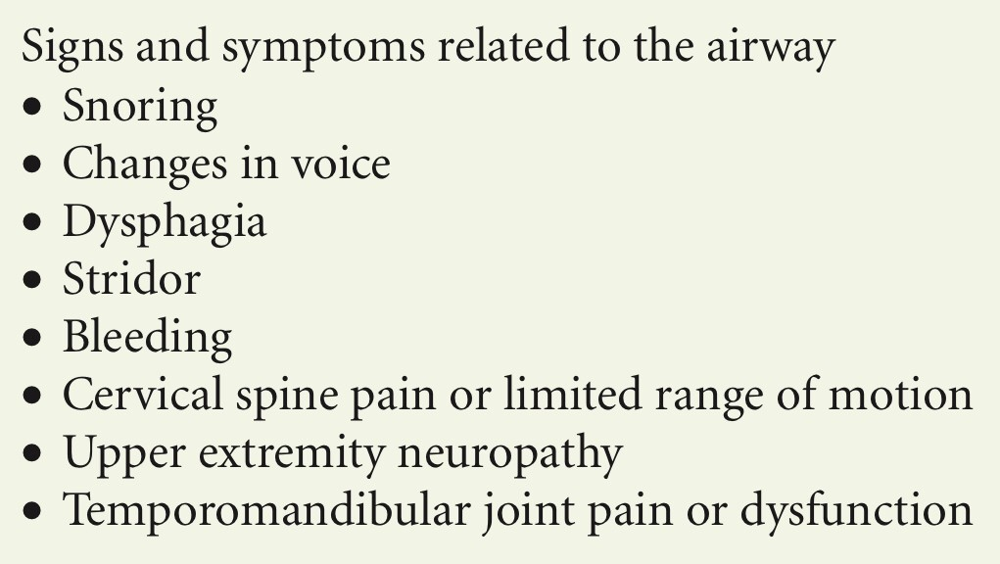 Signs and symptoms related to the airway
• Snoring
• Changes in voice
• Dysphagia
• Stridor
• Bleeding
• Cervical spine pain or limited range of motion
• Upper extremity neuropathy
• Temporomandibular joint pain or dysfunction